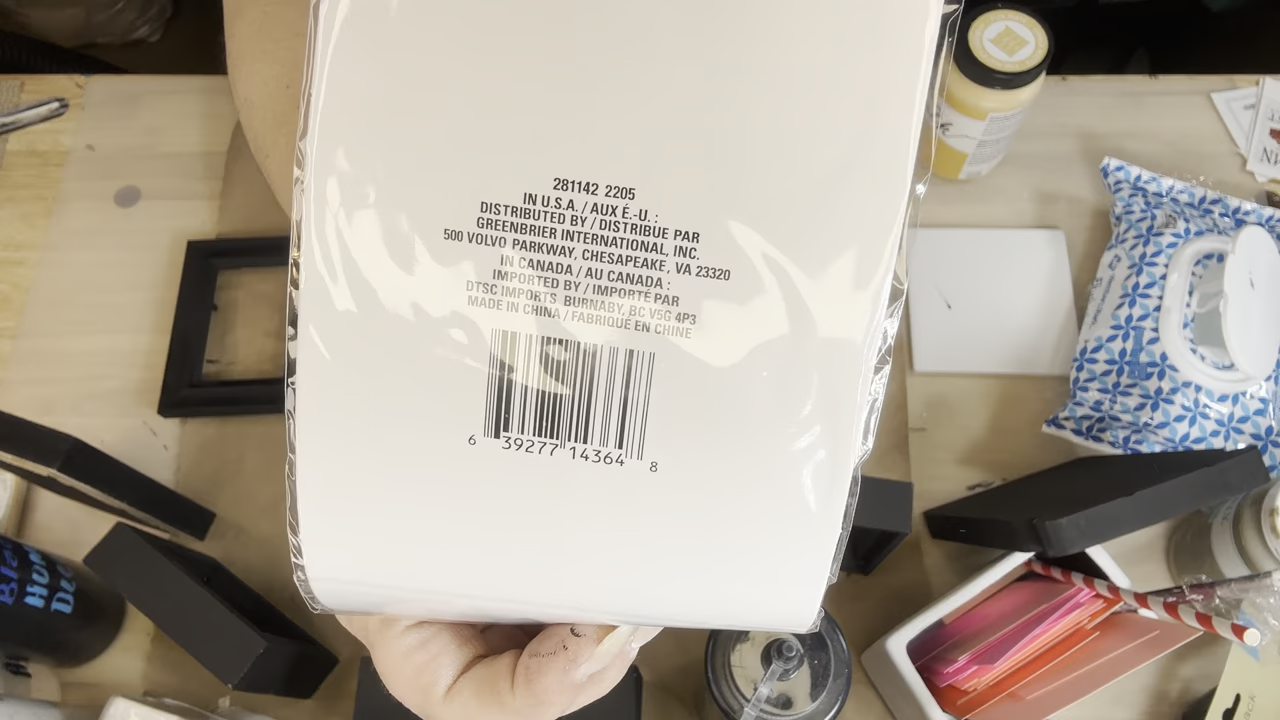 281142 2205
IN U.S.A. / AUX É.-U. :
DISTRIBUTED BY / DISTRIBUÉ PAR
GREENBRIER INTERNATIONAL, INC.
500 VOLVO PARKWAY, CHESAPEAKE, VA 23320
IN CANADA / AU CANADA :
IMPORTED BY / IMPORTÉ PAR
DTSC IMPORTS BURNABY, BC V5G 4P3
MADE IN CHINA / FABRIQUÉ EN CHINE
6 39277 14364 8